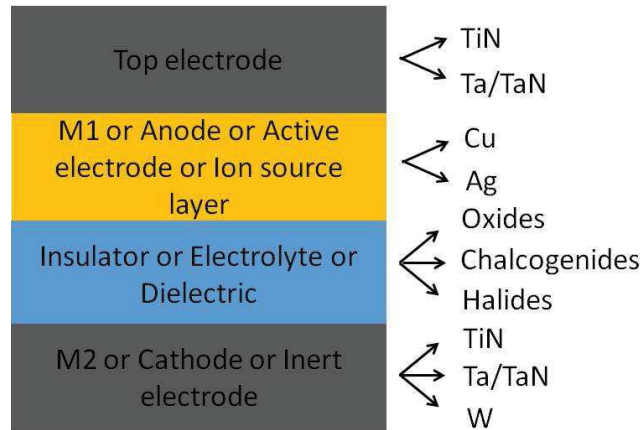 Top electrode
TiN
Ta/TaN
M1 or Anode or Active
electrode or Ion source
layer
Cu
Ag
Insulator or Electrolyte or
Dielectric
Oxides
Chalcogenides
Halides
M2 or Cathode or Inert
electrode
TiN
Ta/TaN
W